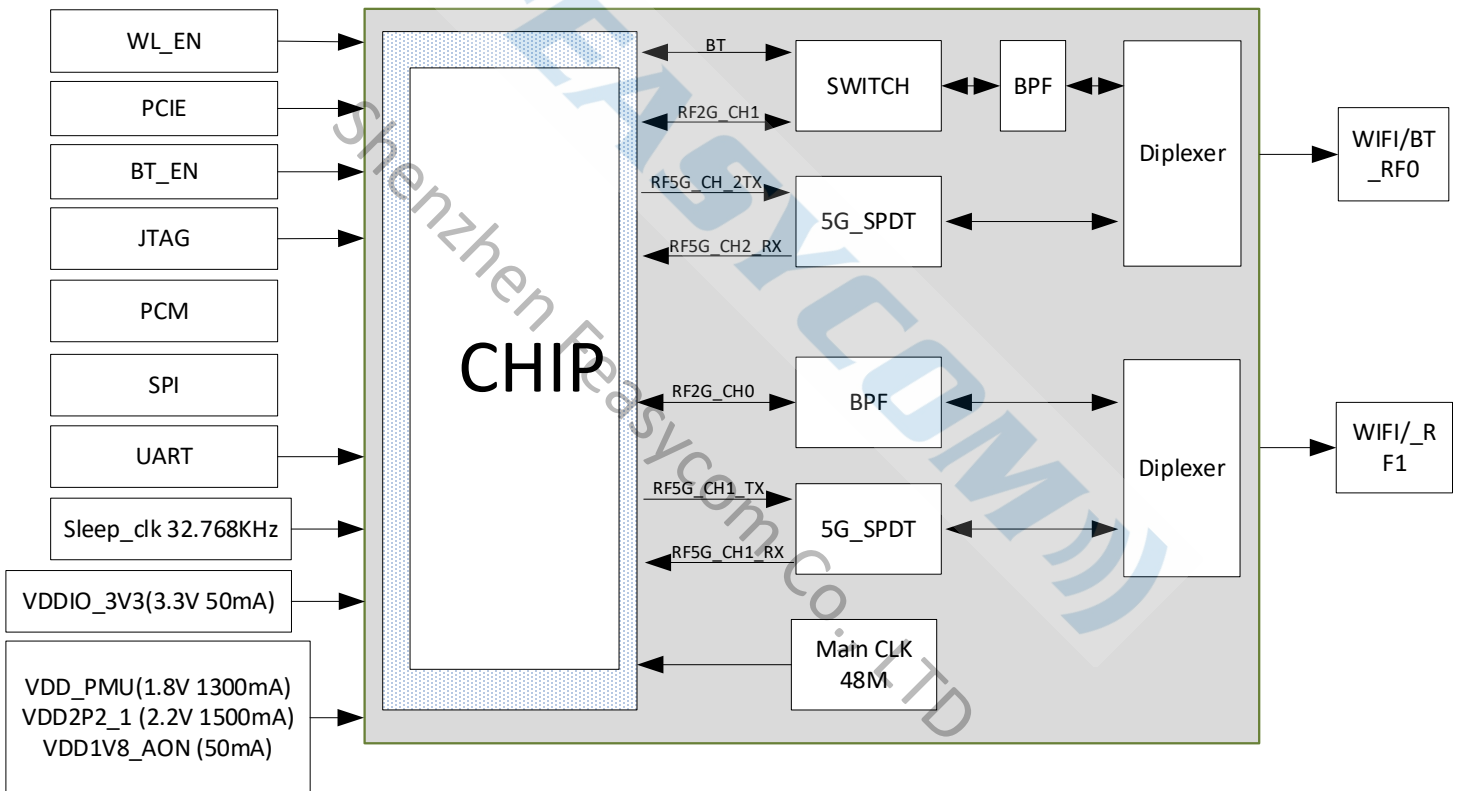 WL_EN
PCIE
BT_EN
JTAG
PCM
SPI
UART
Sleep_clk 32.768KHz
VDDIO_3V3(3.3V 50mA)
VDD_PMU(1.8V 1300mA)
VDD2P2_1 (2.2V 1500mA)
VDD1V8_AON (50mA)
CHIP
BT
RF2G_CH1
RF5G_CH_2TX
RF5G_CH2_RX
RF2G_CH0
RF5G_CH1_TX
RF5G_CH1_RX
SWITCH
BPF
5G_SPDT
Diplexer
BPF
5G_SPDT
Diplexer
Main CLK
48M
WIFI/BT
_RF0
WIFI/_R
F1
EASYCOM
Shenzhen Feasycom Co., LTD